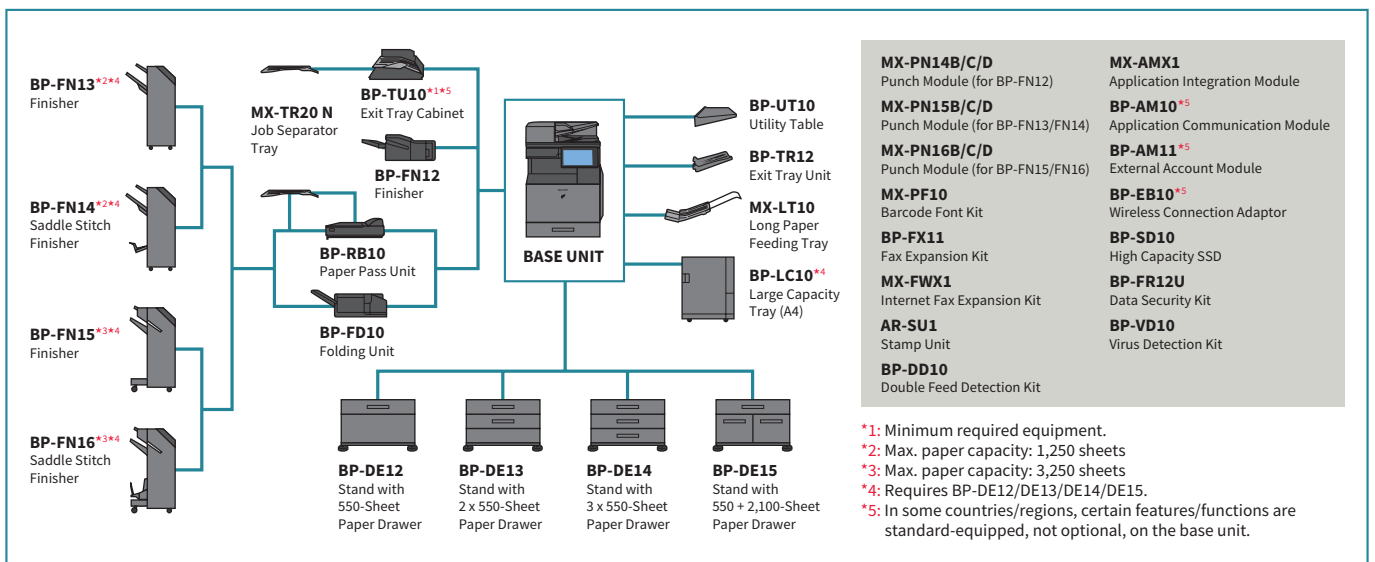 BP-FN13*2*4
Finisher
BP-FN14*2*4
Saddle Stitch
Finisher
BP-FN15*3*4
Finisher
BP-FN16*3*4
Saddle Stitch
Finisher
MX-TR20 N
Job Separator
Tray
BP-TU10*1*5
Exit Tray Cabinet
BP-FN12
Finisher
BP-RB10
Paper Pass Unit
BP-FD10
Folding Unit
BASE UNIT
BP-UT10
Utility Table
BP-TR12
Exit Tray Unit
MX-LT10
Long Paper
Feeding Tray
BP-LC10*4
Large Capacity
Tray (A4)
BP-DE12
Stand with
550-Sheet
Paper Drawer
BP-DE13
Stand with
2 x 550-Sheet
Paper Drawer
BP-DE14
Stand with
3 x 550-Sheet
Paper Drawer
BP-DE15
Stand with
550 + 2,100-Sheet
Paper Drawer
MX-PN14B/C/D
Punch Module (for BP-FN12)
MX-PN15B/C/D
Punch Module (for BP-FN13/FN14)
MX-PN16B/C/D
Punch Module (for BP-FN15/FN16)
MX-PF10
Barcode Font Kit
BP-FX11
Fax Expansion Kit
MX-FWX1
Internet Fax Expansion Kit
AR-SU1
Stamp Unit
BP-DD10
Double Feed Detection Kit
MX-AMX1
Application Integration Module
BP-AM10*5
Application Communication Module
BP-AM11*5
External Account Module
BP-EB10*5
Wireless Connection Adaptor
BP-SD10
High Capacity SSD
BP-FR12U
Data Security Kit
BP-VD10
Virus Detection Kit
*1: Minimum required equipment.
*2: Max. paper capacity: 1,250 sheets
*3: Max. paper capacity: 3,250 sheets
*4: Requires BP-DE12/DE13/DE14/DE15.
*5: In some countries/regions, certain features/functions are
standard-equipped, not optional, on the base unit.